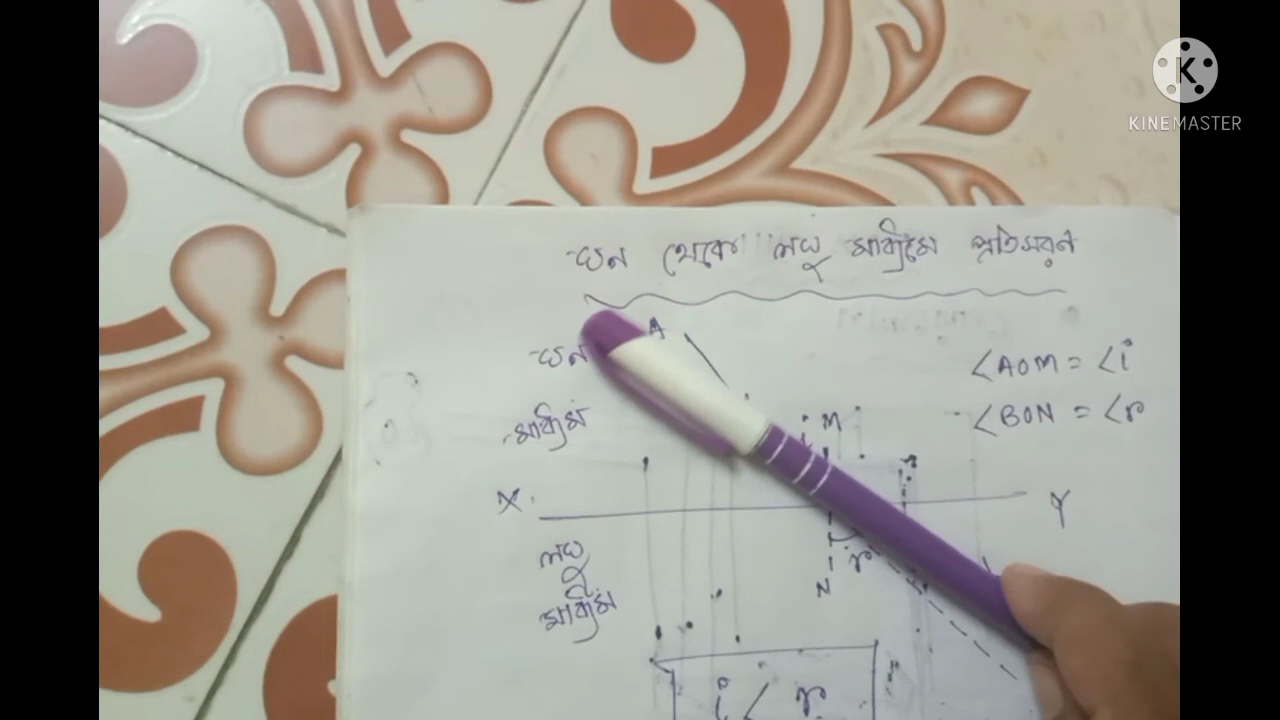 KINEMASTER
ঘন থেকে লঘু মাধ্যমে প্রতিসরণ
A
ঘন
মাধ্যম
∠AOM = ∠i
∠BON = ∠r
i M
X
Y
লঘু
মাধ্যম
r
N
i < r